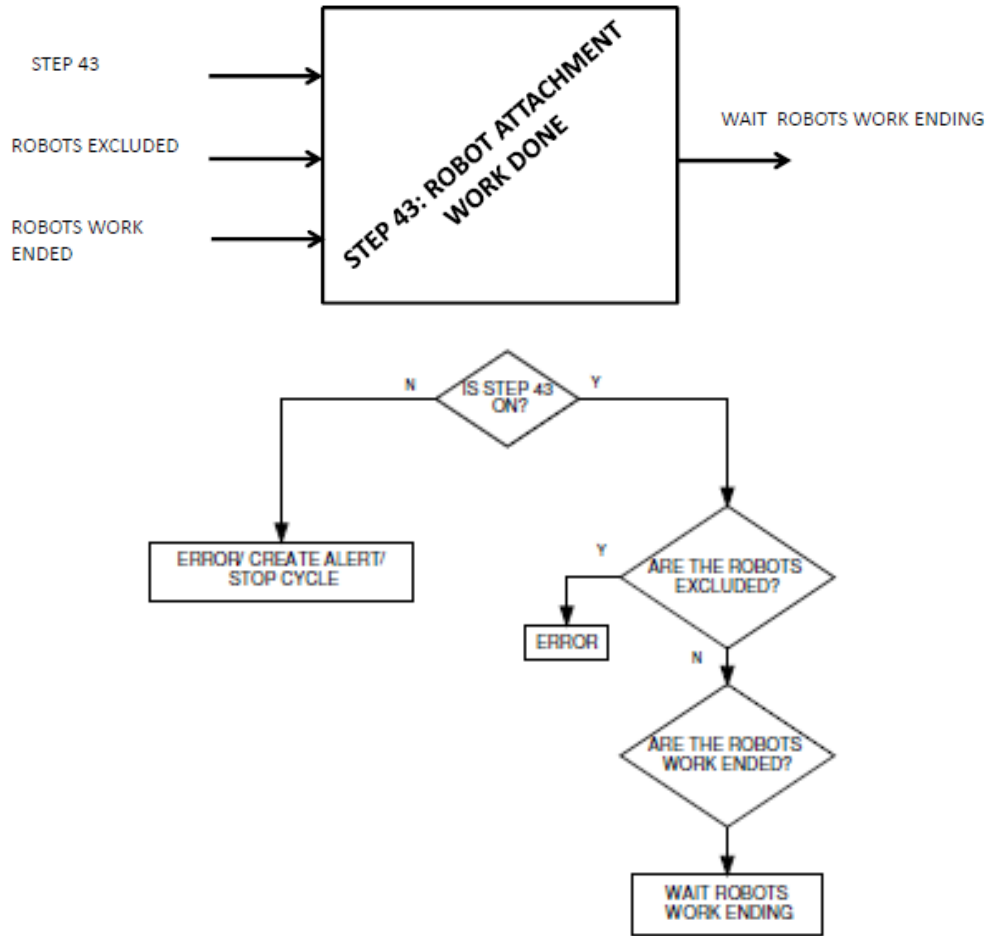 STEP 43
ROBOTS EXCLUDED
ROBOTS WORK
ENDED
STEP 43: ROBOT ATTACHMENT
WORK DONE
WAIT ROBOTS WORK ENDING
N
IS STEP 43
ON?
Y
ERROR/ CREATE ALERT/
STOP CYCLE
Y
ARE THE ROBOTS
EXCLUDED?
ERROR
N
ARE THE ROBOTS
WORK ENDED?
WAIT ROBOTS
WORK ENDING